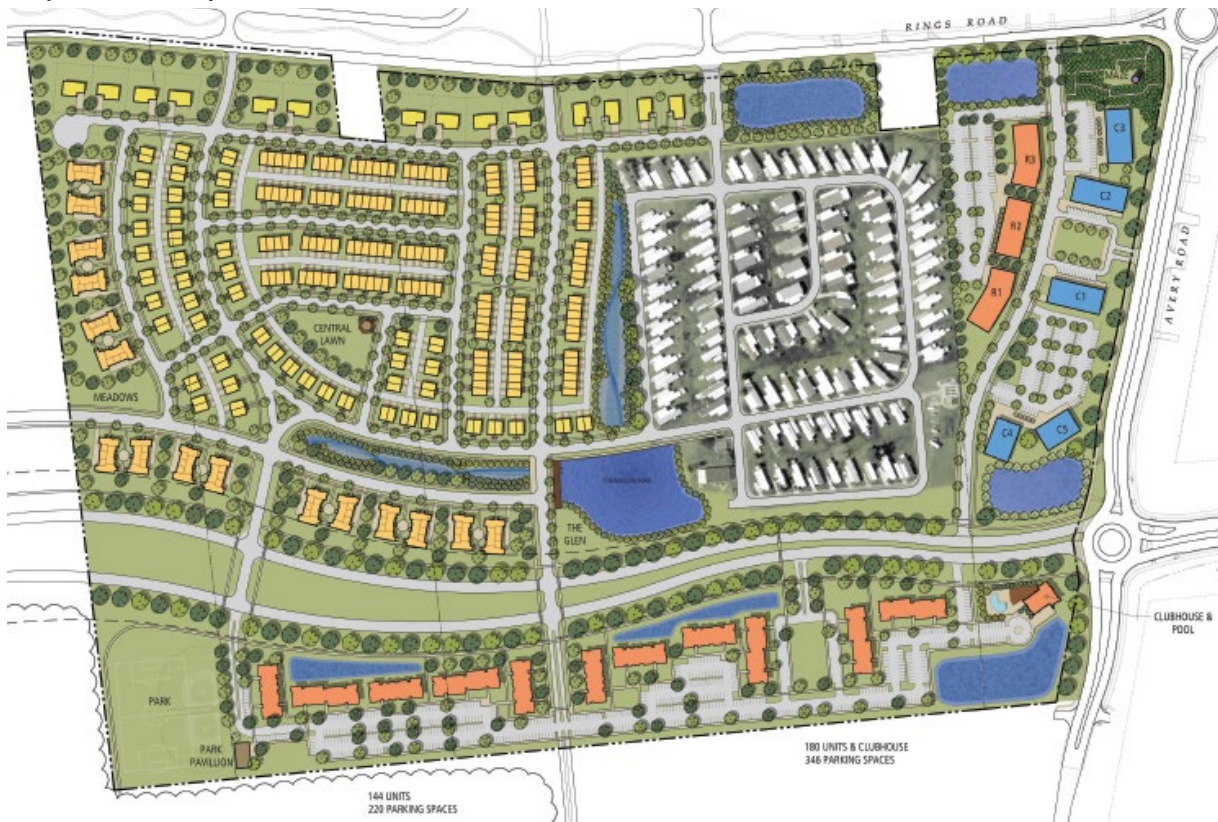 RINGS ROAD
MAZE
C3
R3
C2
R2
AVERY ROAD
C1
R1
CENTRAL
LAWN
MEADOWS
C4
C5
THE
GLEN
CLUBHOUSE &
POOL
PARK
PARK
PAVILLION
180 UNITS & CLUBHOUSE
346 PARKING SPACES
144 UNITS
220 PARKING SPACES